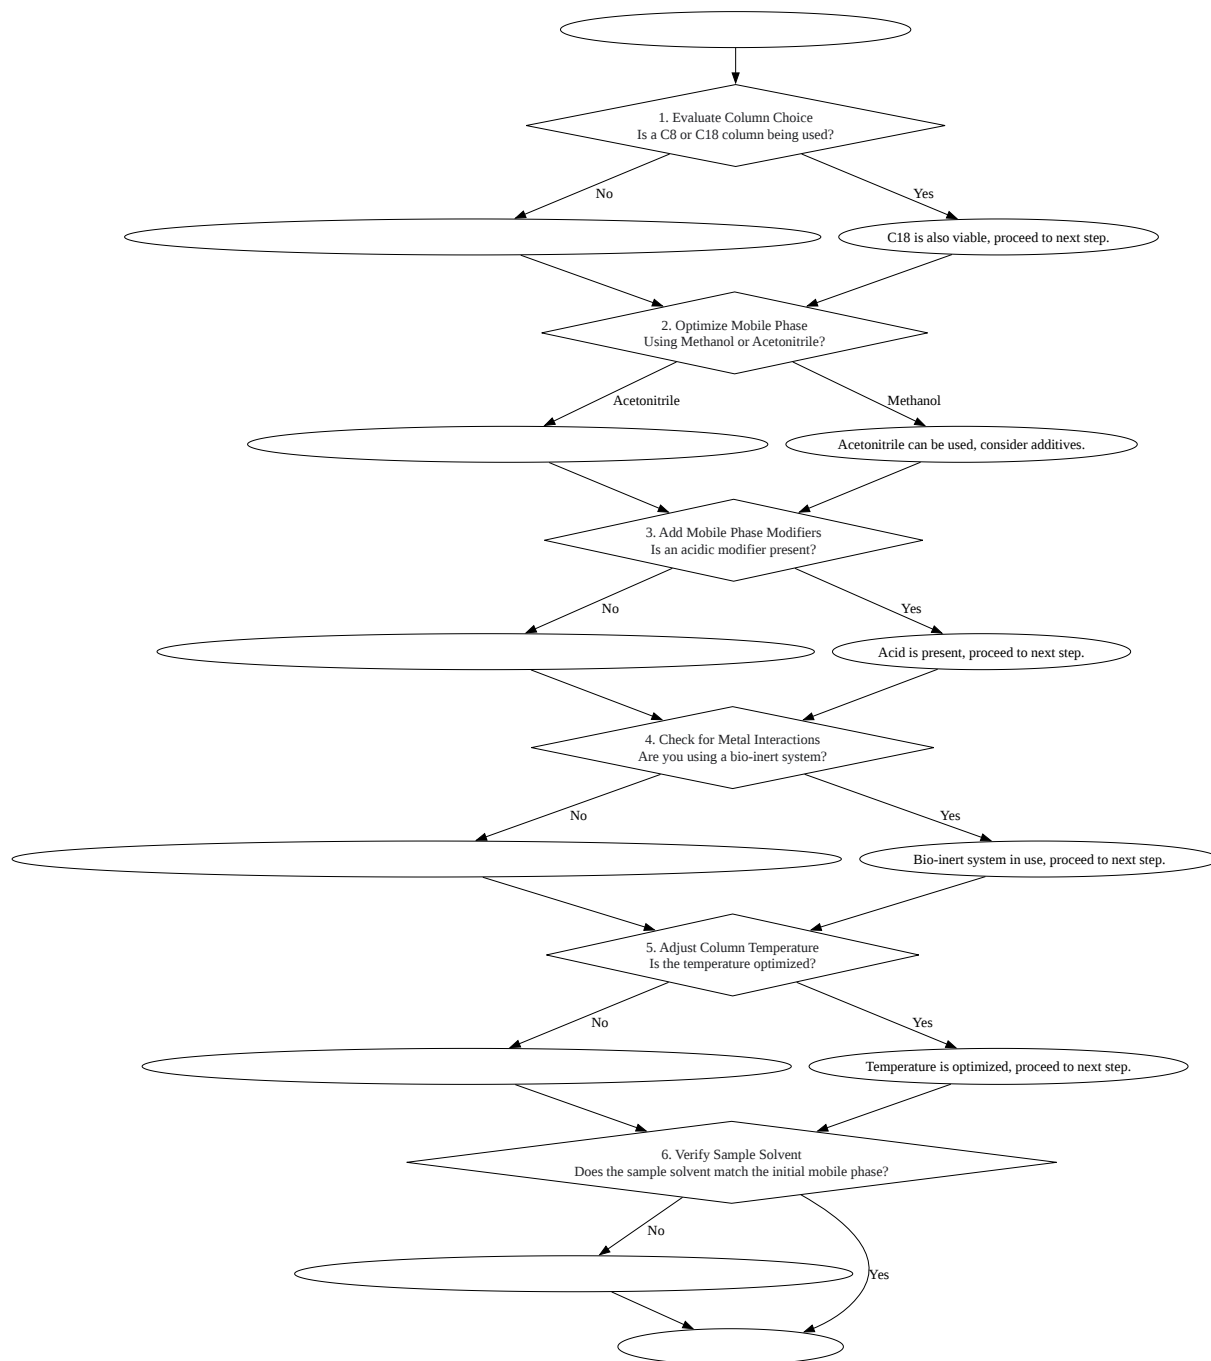 1. Evaluate Column Choice
Is a C8 or C18 column being used?
No
Yes
C18 is also viable, proceed to next step.
2. Optimize Mobile Phase
Using Methanol or Acetonitrile?
Acetonitrile
Methanol
Acetonitrile can be used, consider additives.
3. Add Mobile Phase Modifiers
Is an acidic modifier present?
No
Yes
Acid is present, proceed to next step.
4. Check for Metal Interactions
Are you using a bio-inert system?
No
Yes
Bio-inert system in use, proceed to next step.
5. Adjust Column Temperature
Is the temperature optimized?
No
Yes
Temperature is optimized, proceed to next step.
6. Verify Sample Solvent
Does the sample solvent match the initial mobile phase?
No
Yes